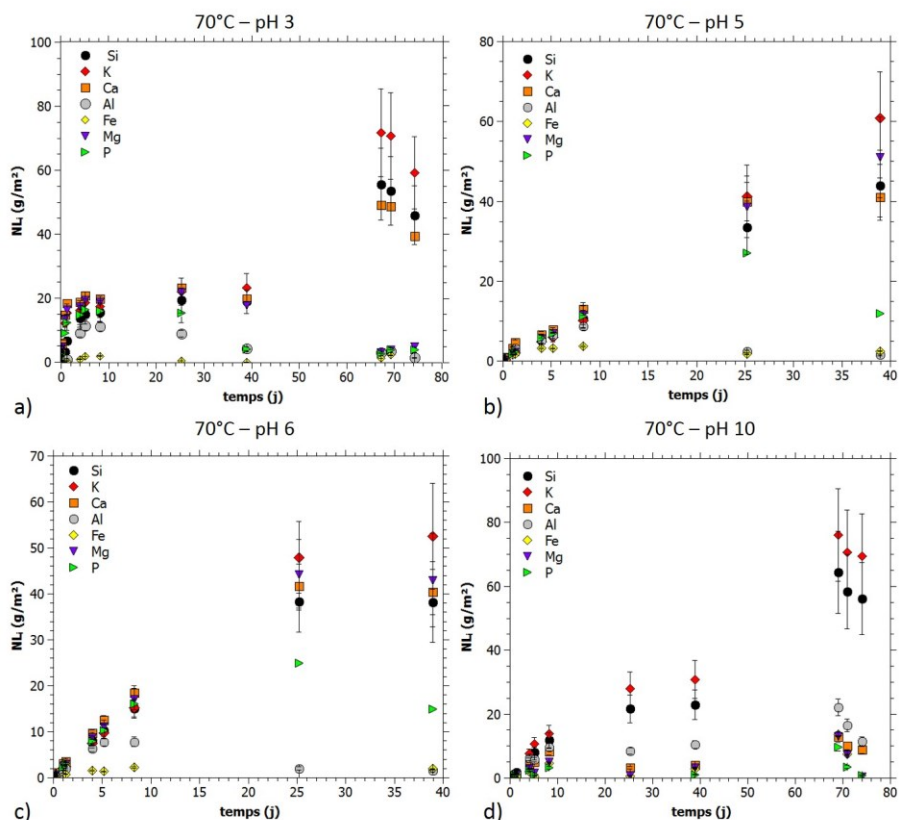 70°C – pH 3
100
80
60
40
20
0
Si
K
Ca
Al
Fe
Mg
P
NLi (g/m²)
0 10 20 30 40 50 60 70 80
temps (j)
a)
70°C – pH 5
80
60
40
20
0
Si
K
Ca
Al
Fe
Mg
P
NLi (g/m²)
0 5 10 15 20 25 30 35 40
temps (j)
b)
70°C – pH 6
70
60
50
40
30
20
10
0
Si
K
Ca
Al
Fe
Mg
P
NLi (g/m²)
0 5 10 15 20 25 30 35 40
temps (j)
c)
70°C – pH 10
100
80
60
40
20
0
Si
K
Ca
Al
Fe
Mg
P
NLi (g/m²)
0 10 20 30 40 50 60 70 80
temps (j)
d)